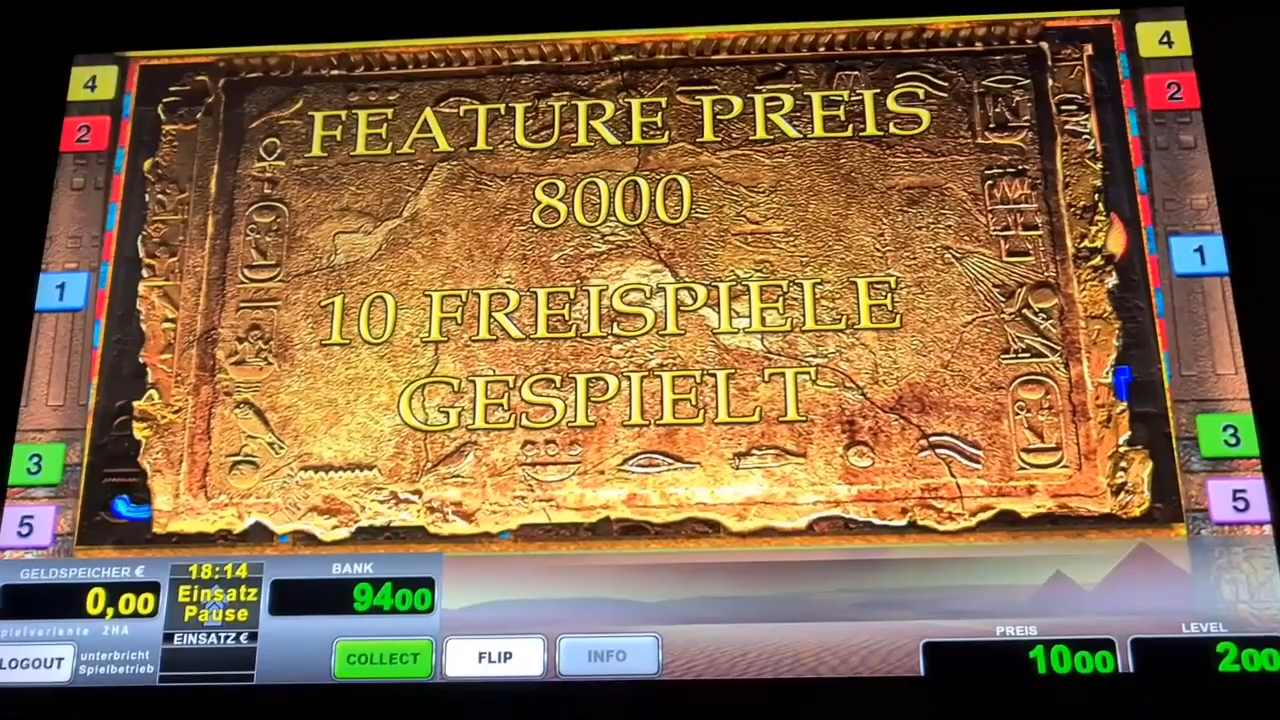 4
4
2
2
FEATURE PREIS
8000
1
1
10 FREISPIELE
GESPIELT
3
3
5
5
GELDSPEICHER €
0,00
18:14
Einsatz
Pause
EINSATZ €
BANK
9400
pielvariante 2HA
LOGOUT
unterbricht
Spielbetrieb
COLLECT
FLIP
INFO
PREIS
1000
LEVEL
200